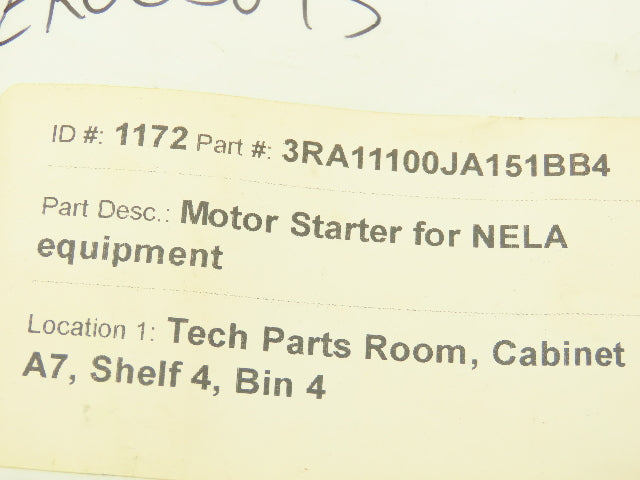 ID #: 1172 Part #: 3RA11100JA151BB4
Part Desc.: Motor Starter for NELA
equipment
Location 1: Tech Parts Room, Cabinet
A7, Shelf 4, Bin 4